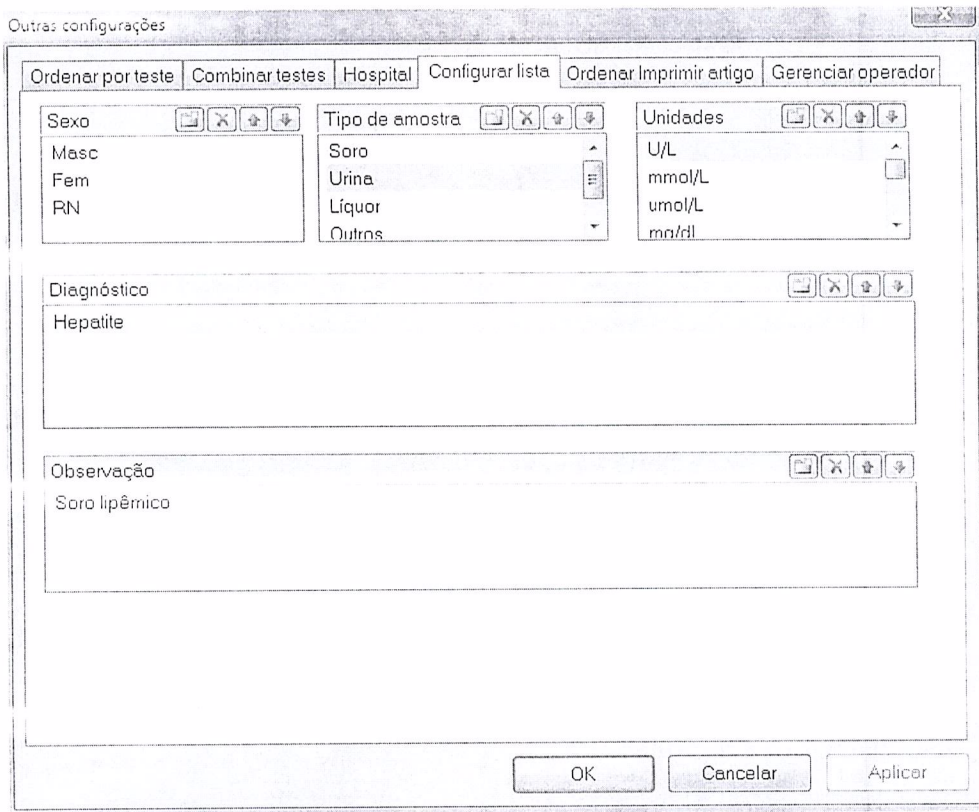 Outras configurações
Ordenar por teste Combinar testes Hospital Configurar lista Ordenar Imprimir artigo Gerenciar operador
Sexo Tipo de amostra Unidades
Masc Soro U/L
Fem Urina mmol/L
RN Líquor umol/L
Outros mg/dl
Diagnóstico
Hepatite
Observação
Soro lipêmico
OK Cancelar Aplicar